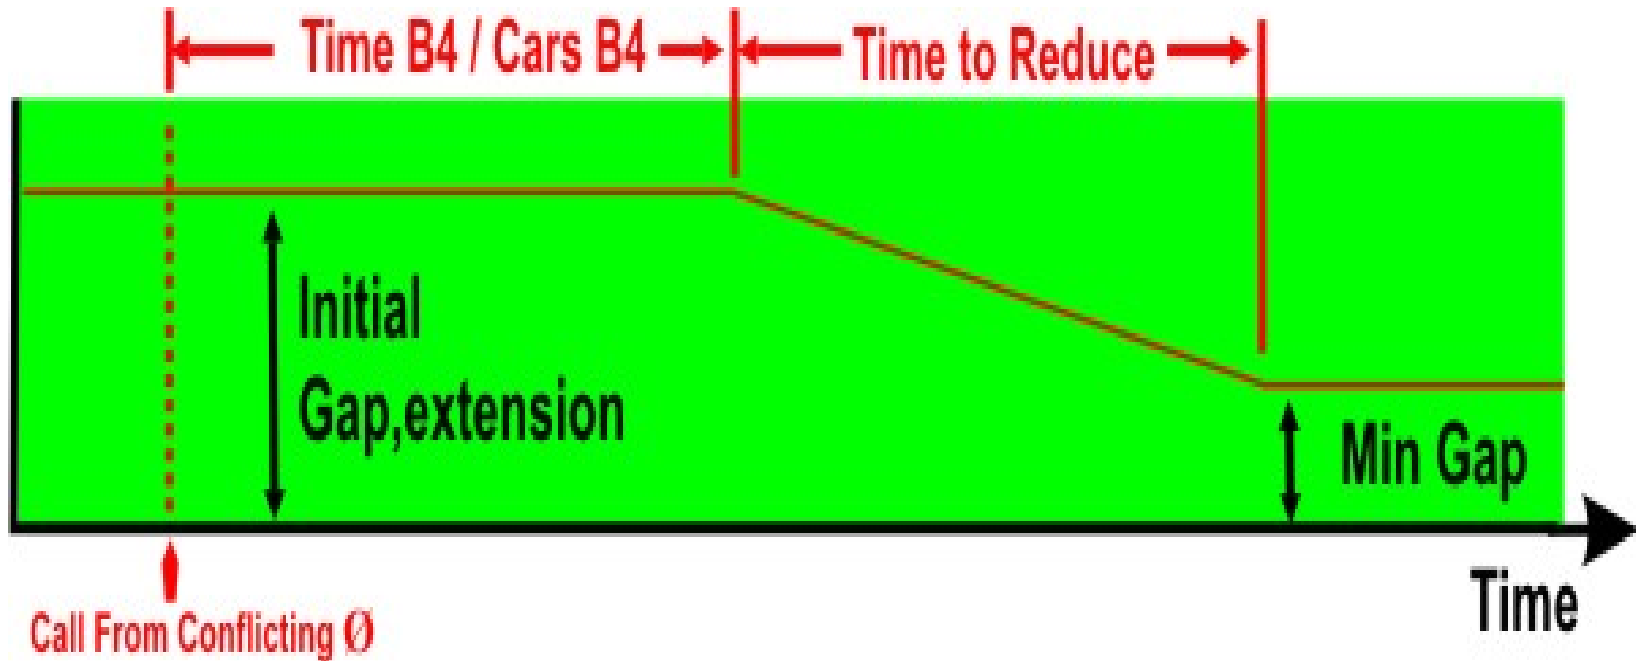 Time B4 / Cars B4
Time to Reduce
Initial
Gap,extension
Min Gap
Time
Call From Conflicting Ø